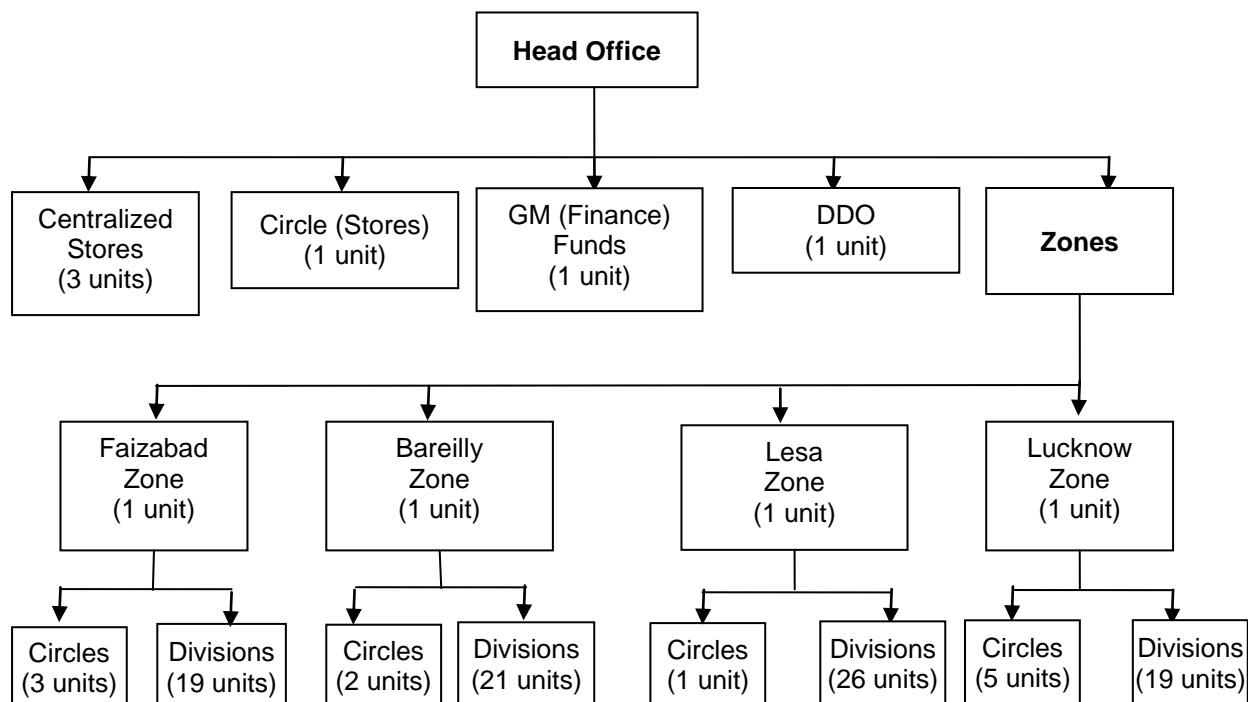 Head Office
Centralized
Stores
(3 units)
Circle (Stores)
(1 unit)
GM (Finance)
Funds
(1 unit)
DDO
(1 unit)
Zones
Faizabad
Zone
(1 unit)
Bareilly
Zone
(1 unit)
Lesa
Zone
(1 unit)
Lucknow
Zone
(1 unit)
Circles
(3 units)
Divisions
(19 units)
Circles
(2 units)
Divisions
(21 units)
Circles
(1 unit)
Divisions
(26 units)
Circles
(5 units)
Divisions
(19 units)